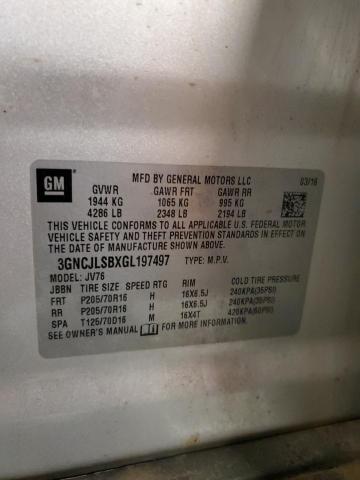 GM
MFD BY GENERAL MOTORS LLC 03/16
GVWR GAWR FRT GAWR RR
1944 KG 1065 KG 995 KG
4286 LB 2348 LB 2194 LB
THIS VEHICLE CONFORMS TO ALL APPLICABLE U.S. FEDERAL MOTOR
VEHICLE SAFETY, BUMPER, AND THEFT PREVENTION STANDARDS
IN EFFECT ON THE DATE OF MANUFACTURE SHOWN ABOVE.
3GNCJLSBXGL197497 TYPE: M.P.V.
MODEL: JV76
JBBN TIRE SIZE SPEED RTG RIM COLD TIRE PRESSURE
FRT P205/70R16 H 16X6.5J 240KPA(35PSI)
RR P205/70R16 H 16X6.5J 240KPA(35PSI)
SPA T125/70D16 M 16X4T 420KPA(60PSI)
SEE OWNER'S MANUAL FOR ADDITIONAL INFORMATION